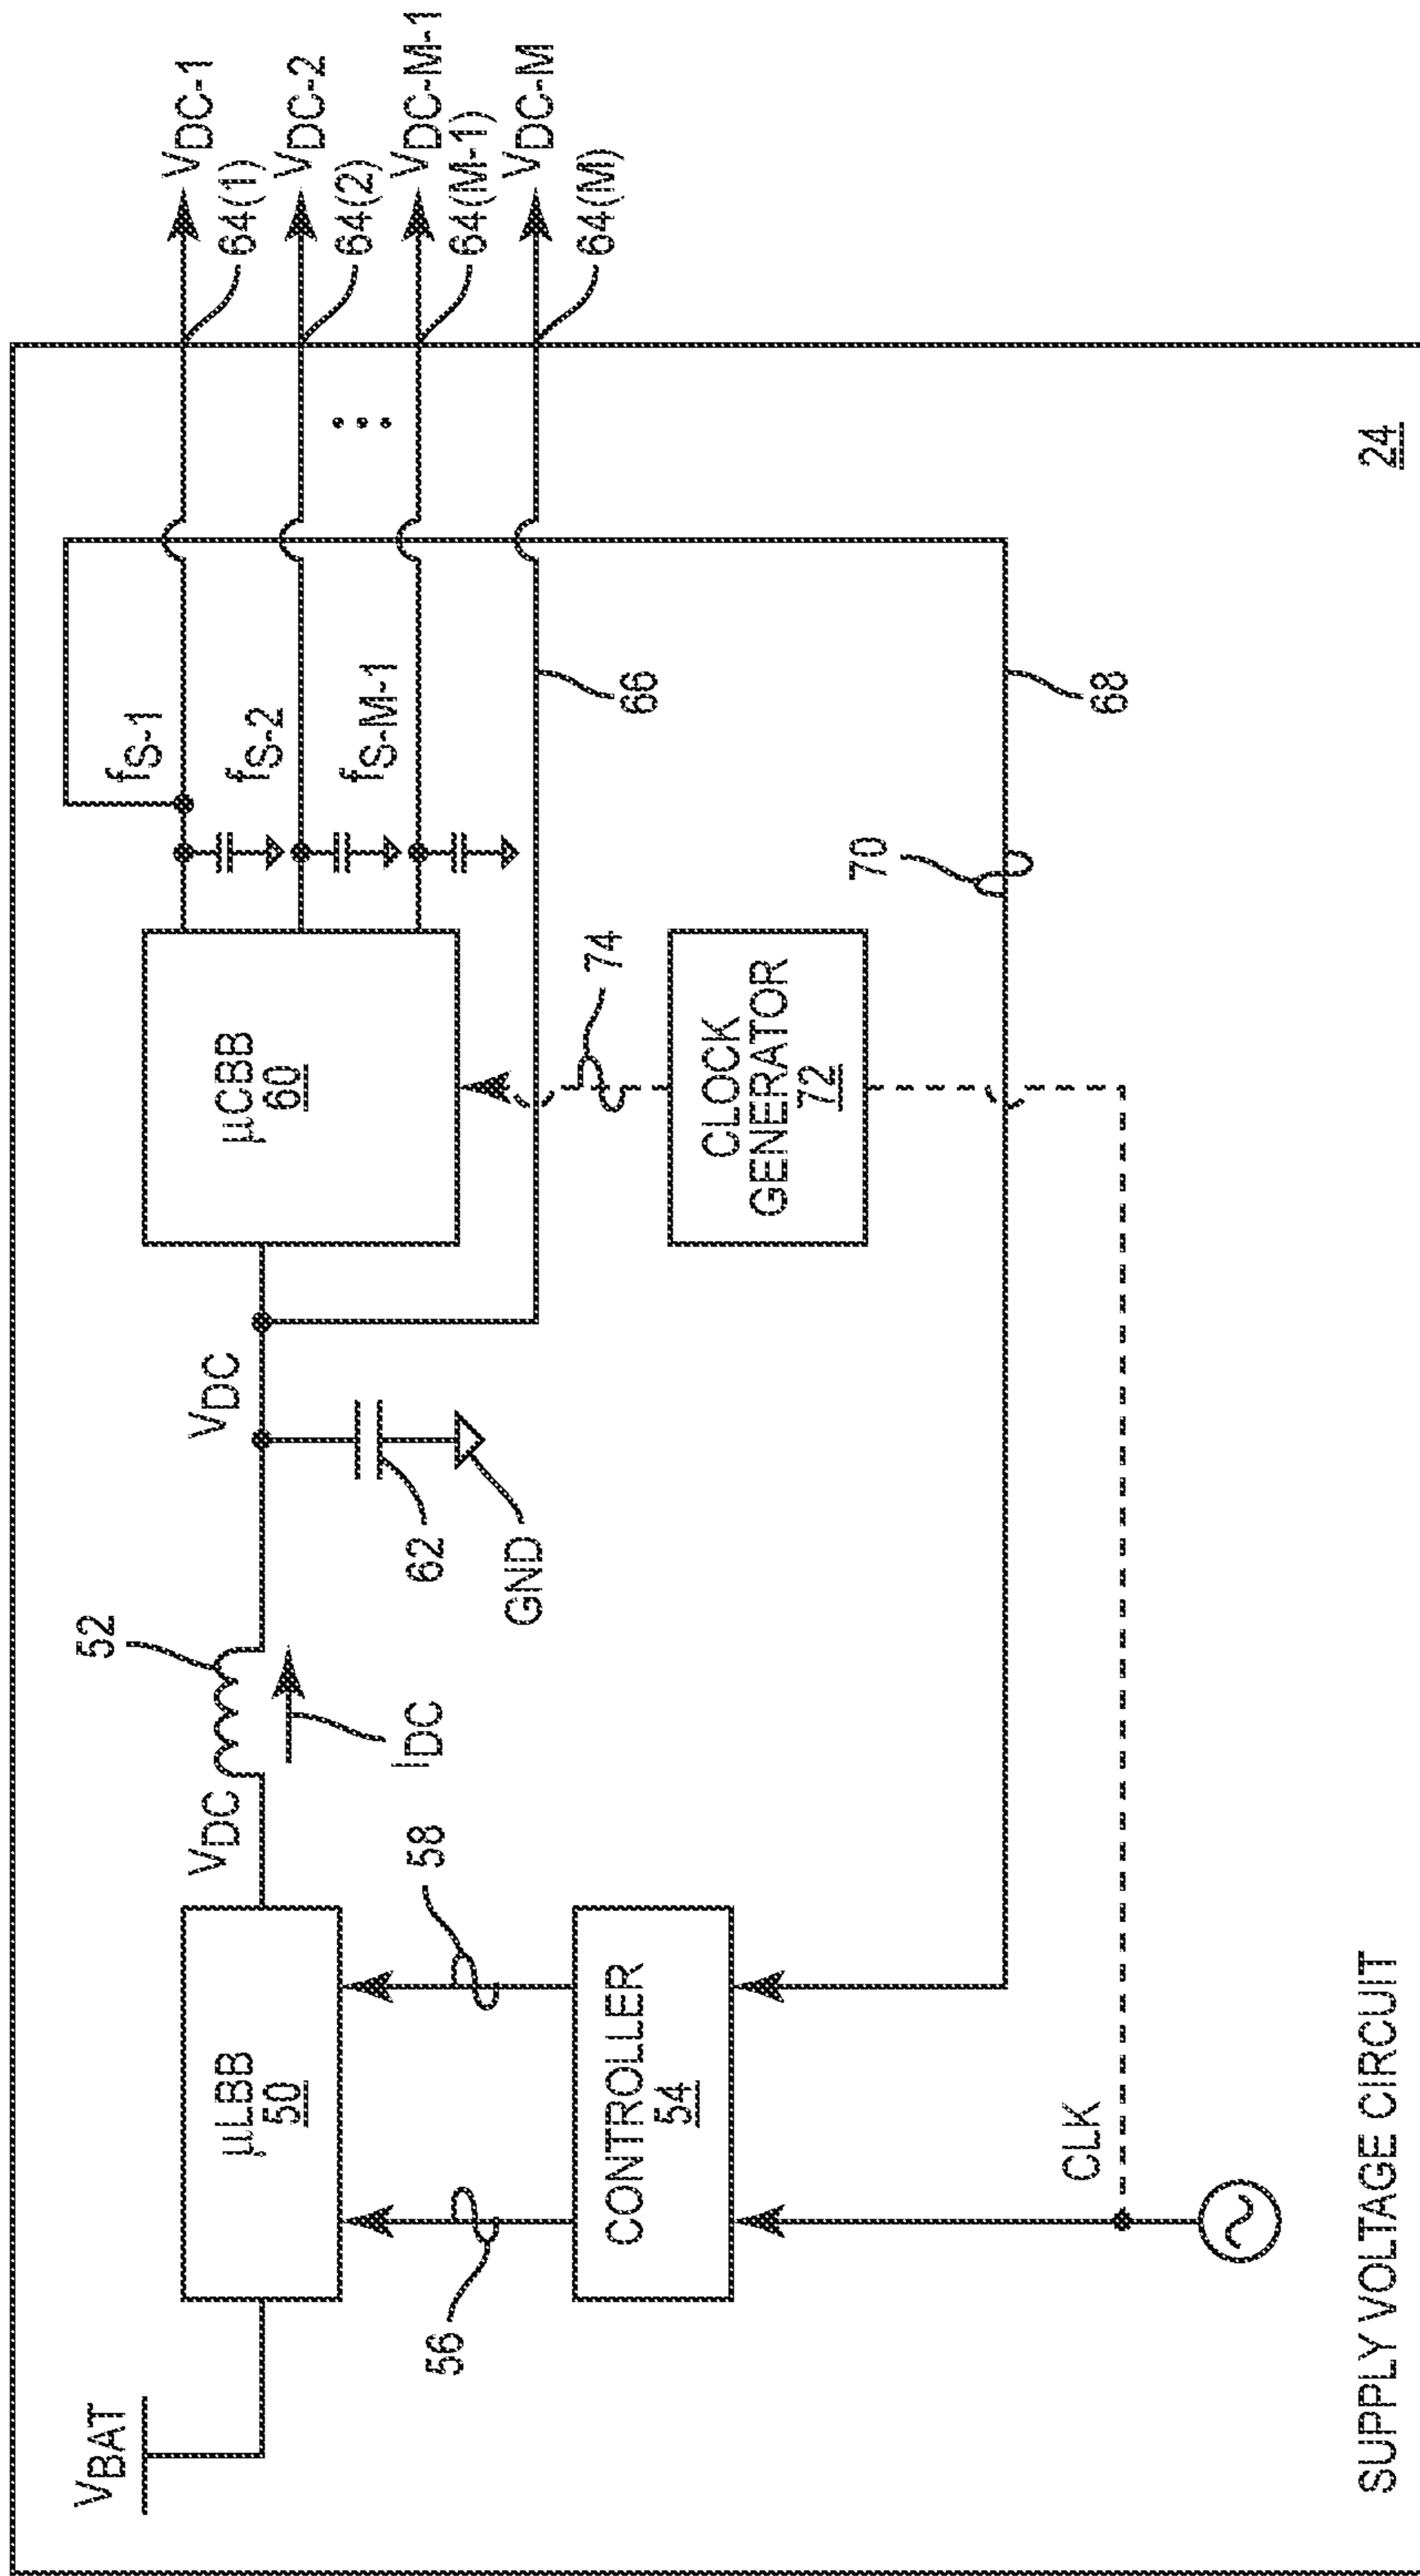 VBAT
μLBB
50
VDC
52
IDC
VDC
62
GND
μCBB
60
fS-1
fS-2
fS-M-1
VDC-1
64(1)
VDC-2
64(2)
VDC-M-1
64(M-1)
VDC-M
64(M)
66
56
58
CONTROLLER
54
74
CLOCK
GENERATOR
72
70
68
CLK
SUPPLY VOLTAGE CIRCUIT
24